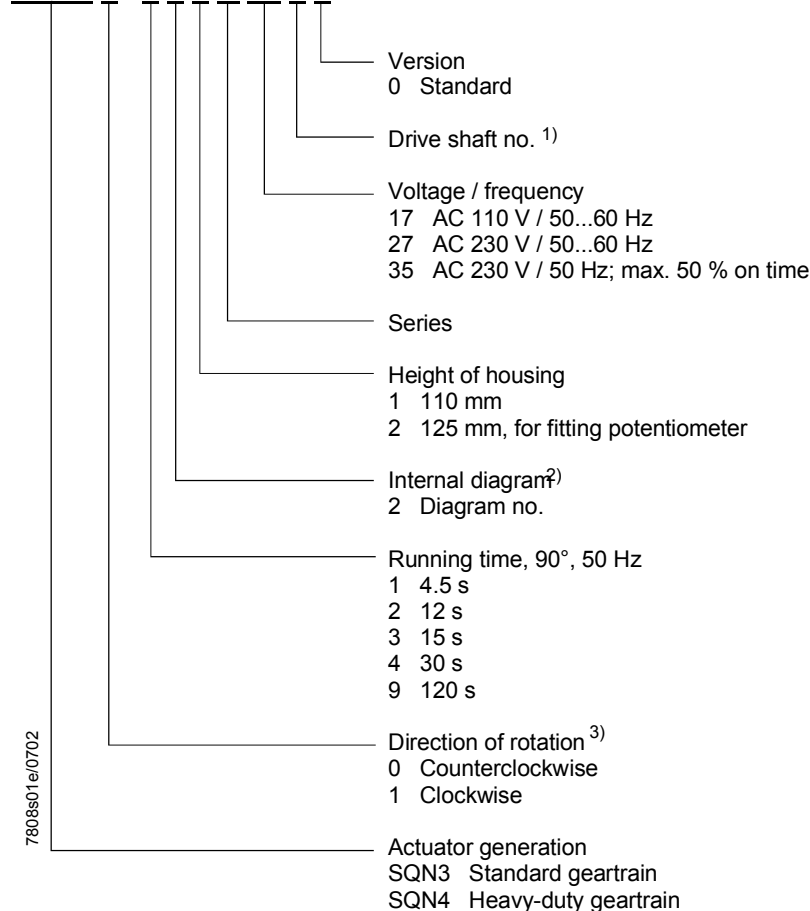 Version
0 Standard
Drive shaft no. 1)
Voltage / frequency
17 AC 110 V / 50...60 Hz
27 AC 230 V / 50...60 Hz
35 AC 230 V / 50 Hz; max. 50 % on time
Series
Height of housing
1 110 mm
2 125 mm, for fitting potentiometer
Internal diagram2)
2 Diagram no.
Running time, 90°, 50 Hz
1 4.5 s
2 12 s
3 15 s
4 30 s
9 120 s
Direction of rotation 3)
0 Counterclockwise
1 Clockwise
Actuator generation
SQN3 Standard geartrain
SQN4 Heavy-duty geartrain
7808s01e/0702